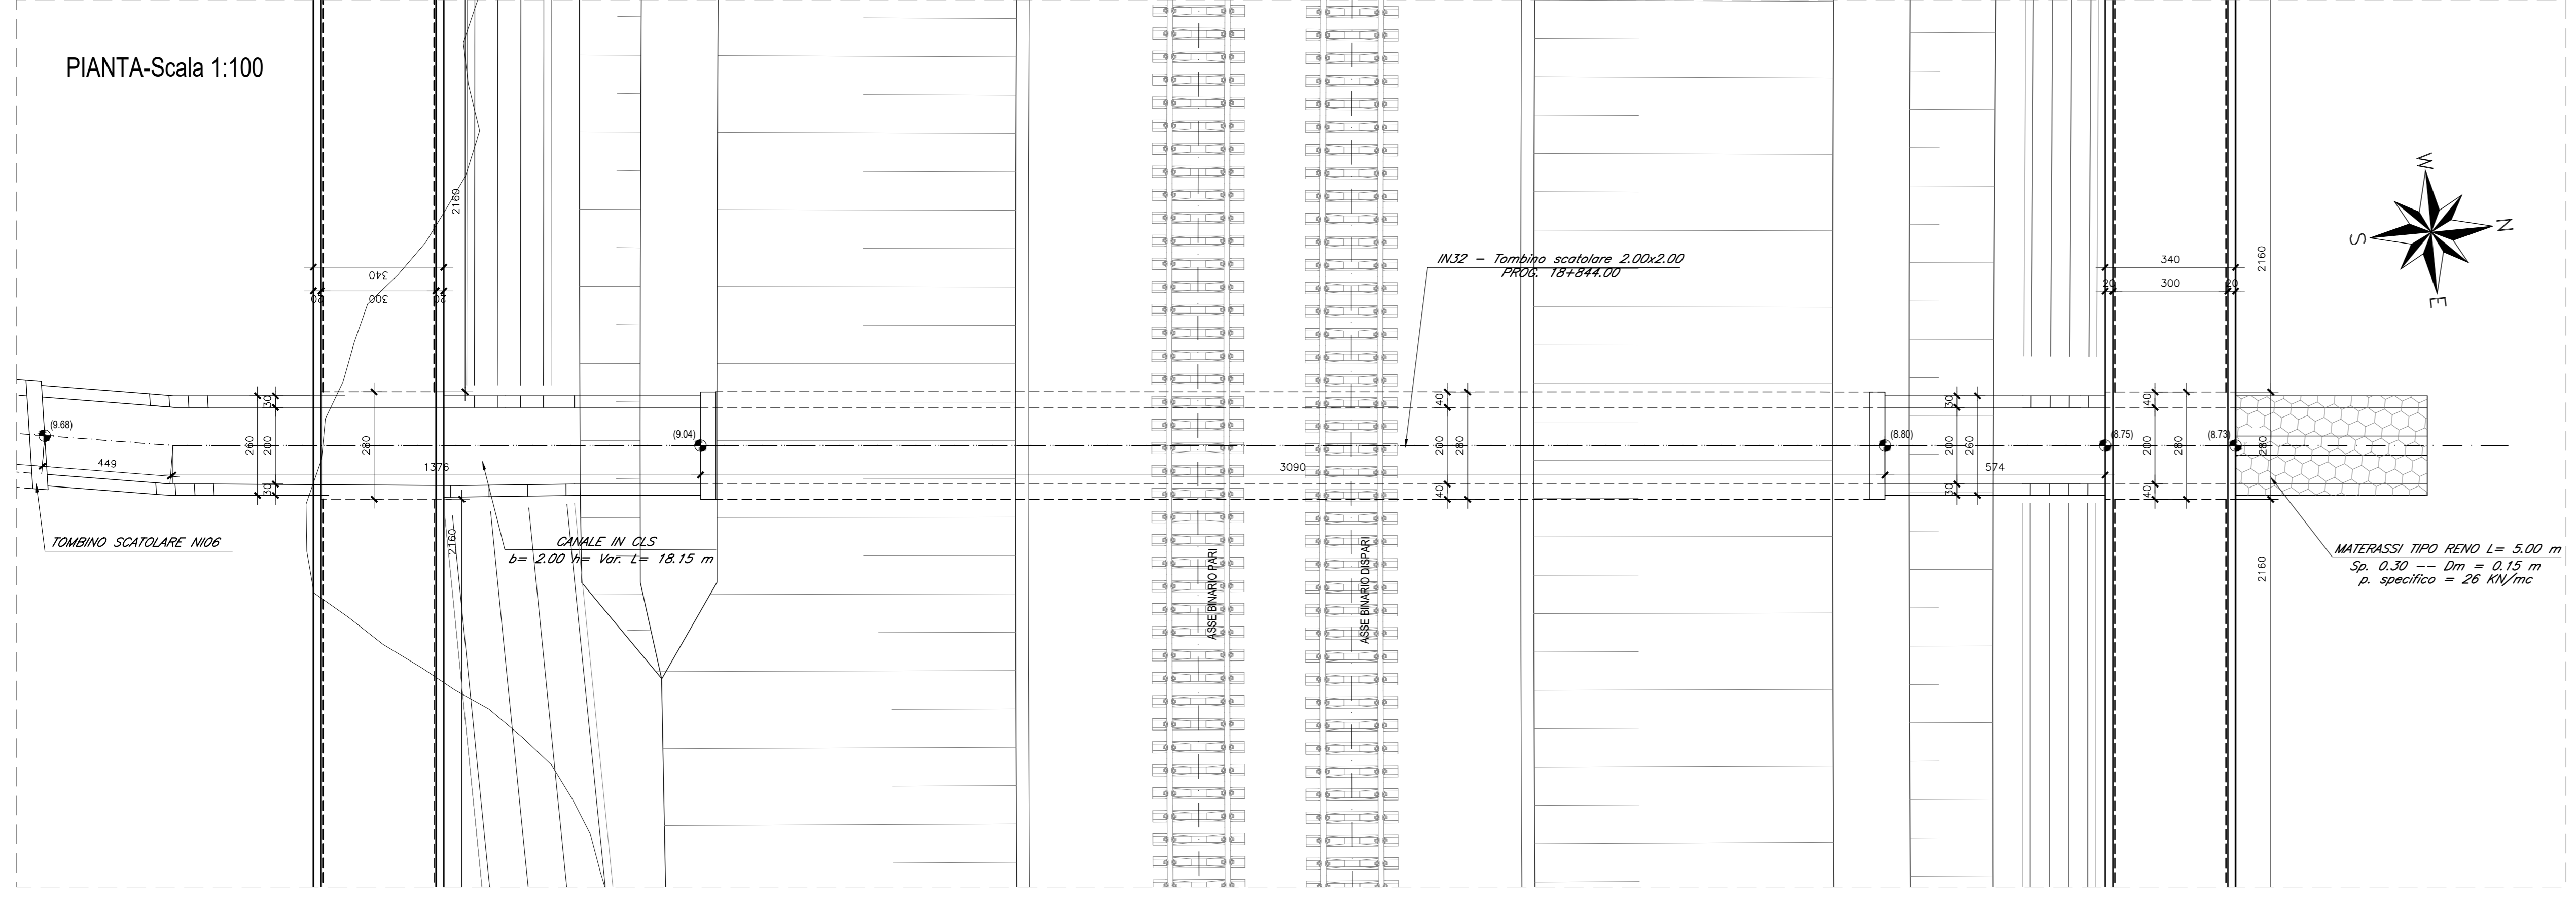 PIANTA-Scala 1:100
W
N
S
E
2160
2160
340
20
300
20
340
20
300
20
IN32 - Tombino scatolare 2.00x2.00
PROG. 18+844.00
(9.68)
449
260
30
200
30
280
1376
(9.04)
3090
40
200
280
40
(8.80)
30
200
260
30
574
(8.75)
40
200
280
40
(8.73)
280
TOMBINO SCATOLARE NI06
2160
CANALE IN CLS
b= 2.00 h= Var. L= 18.15 m
ASSE BINARIO PARI
ASSE BINARIO DISPARI
2160
MATERASSI TIPO RENO L= 5.00 m
Sp. 0.30 -- Dm = 0.15 m
p. specifico = 26 KN/mc